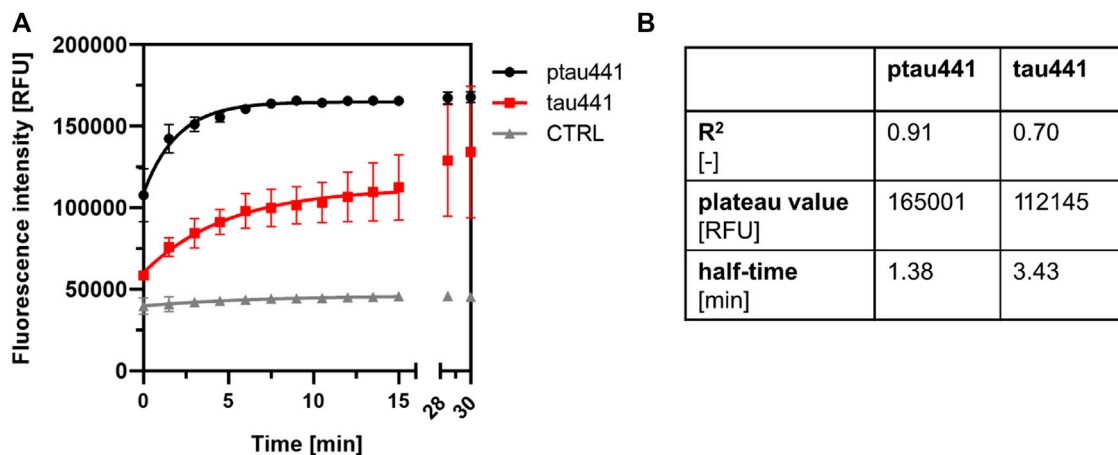 A
Fluorescence intensity [RFU]
200000
150000
100000
50000
0
0
5
10
15
28
30
Time [min]
ptau441
tau441
CTRL
B
ptau441 tau441
R² 0.91 0.70
[-]
plateau value 165001 112145
[RFU]
half-time 1.38 3.43
[min]